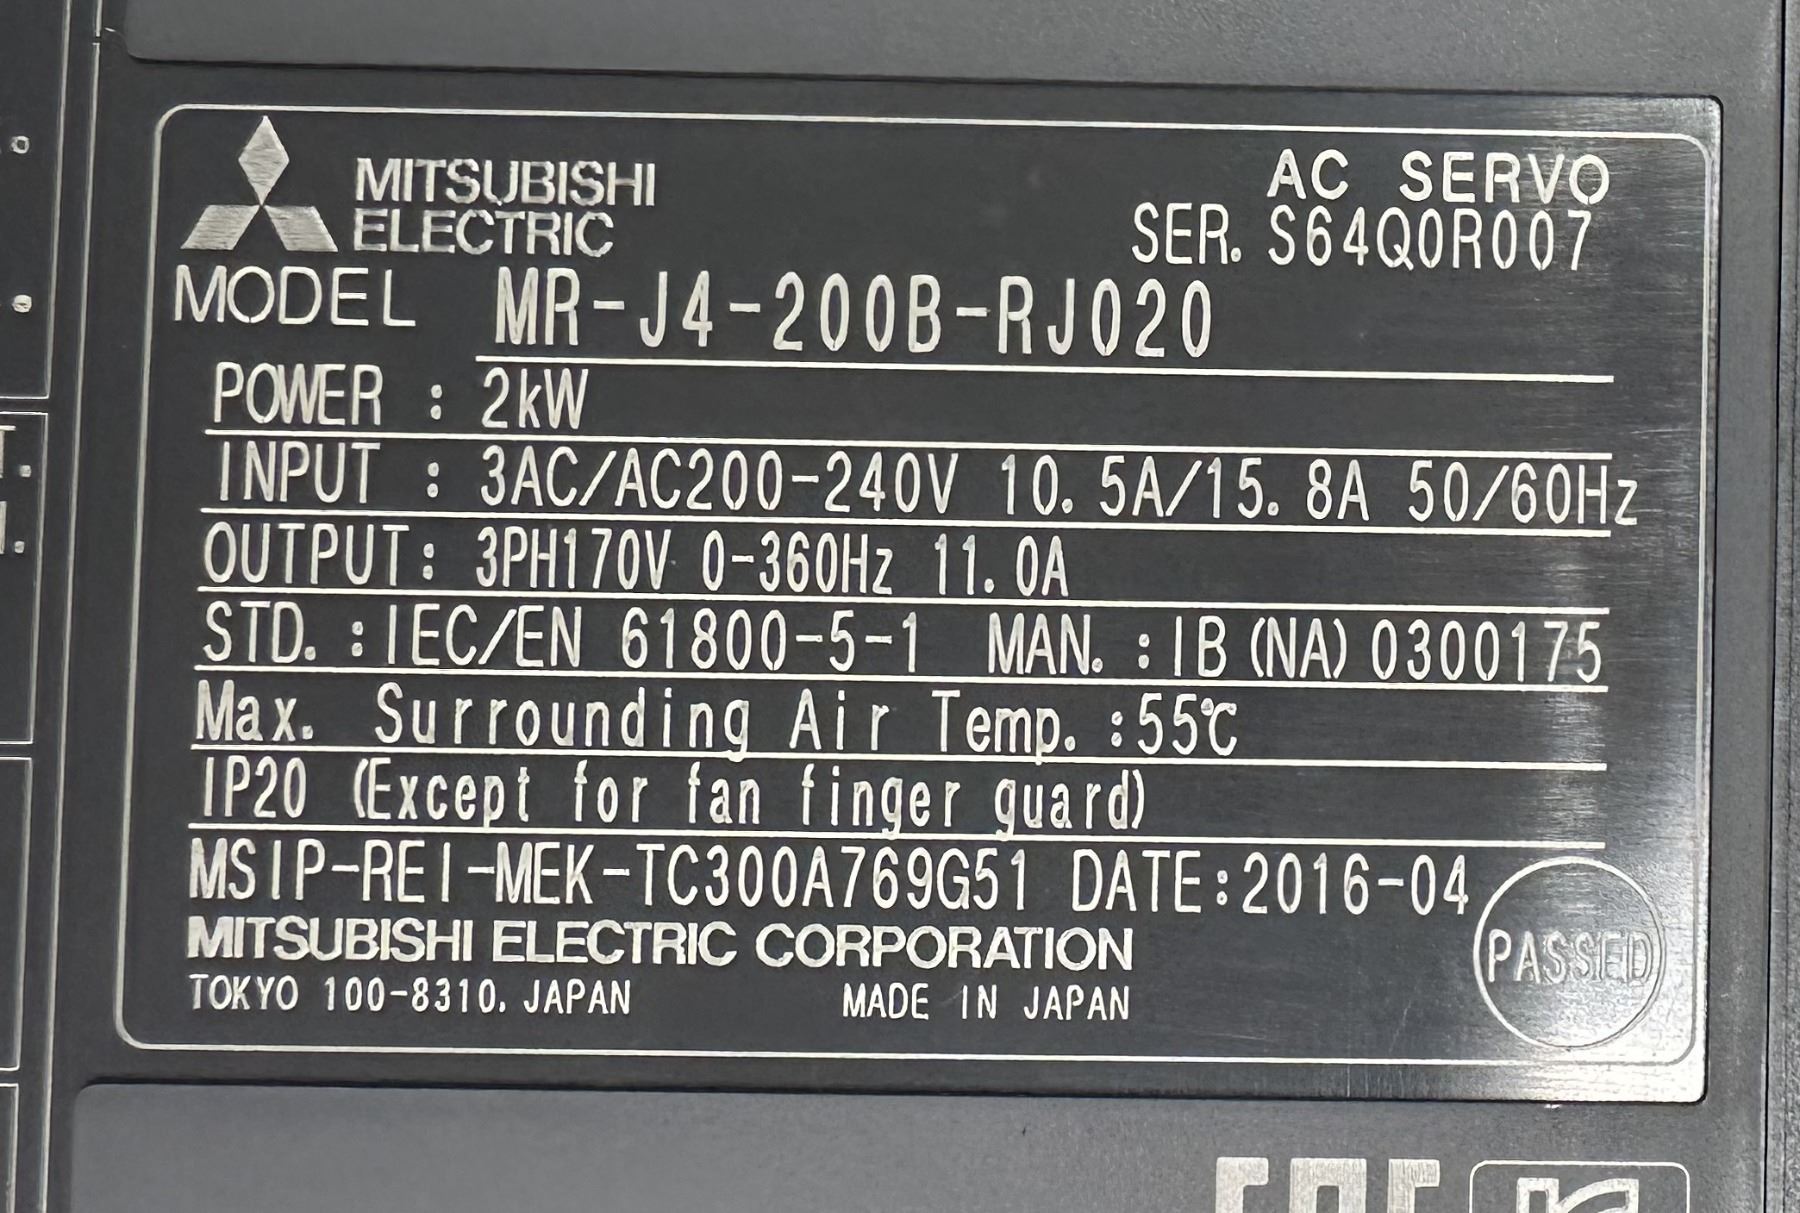 MITSUBISHI
ELECTRIC
AC SERVO
SER. S64Q0R007
MODEL MR-J4-200B-RJ020
POWER : 2kW
INPUT : 3AC/AC200-240V 10.5A/15.8A 50/60Hz
OUTPUT: 3PH170V 0-360Hz 11.0A
STD. :IEC/EN 61800-5-1 MAN. :IB(NA)0300175
Max. Surrounding Air Temp. :55℃
IP20 (Except for fan finger guard)
MSIP-REI-MEK-TC300A769G51 DATE:2016-04
MITSUBISHI ELECTRIC CORPORATION
PASSED
TOKYO 100-8310, JAPAN MADE IN JAPAN